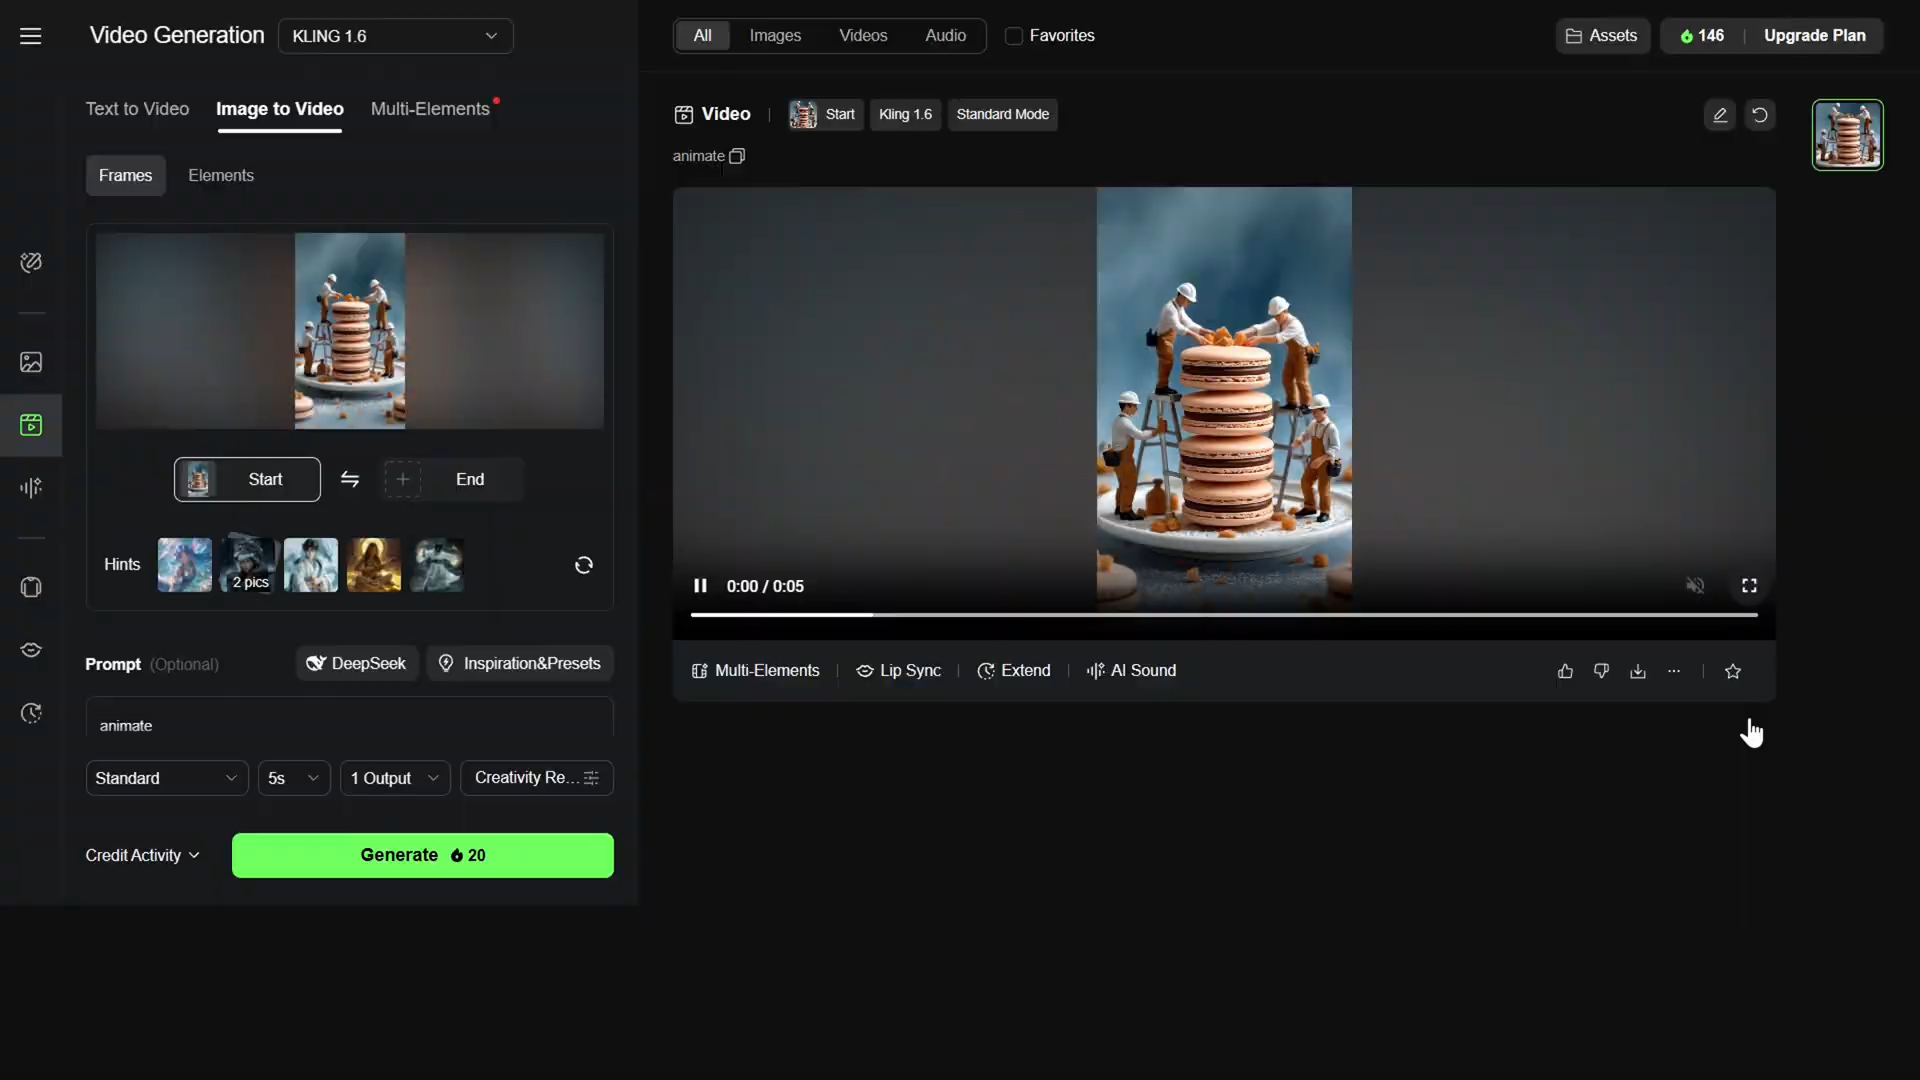 Video Generation
KLING 1.6
Text to Video
Image to Video
Multi-Elements
Frames
Elements
Start
End
Hints
2 pics
Prompt (Optional)
DeepSeek
Inspiration&Presets
animate
Standard
5s
1 Output
Creativity Re...
Credit Activity
Generate 20
All
Images
Videos
Audio
Favorites
Assets
146
Upgrade Plan
Video
Start
Kling 1.6
Standard Mode
animate
0:00 / 0:05
Multi-Elements
Lip Sync
Extend
AI Sound